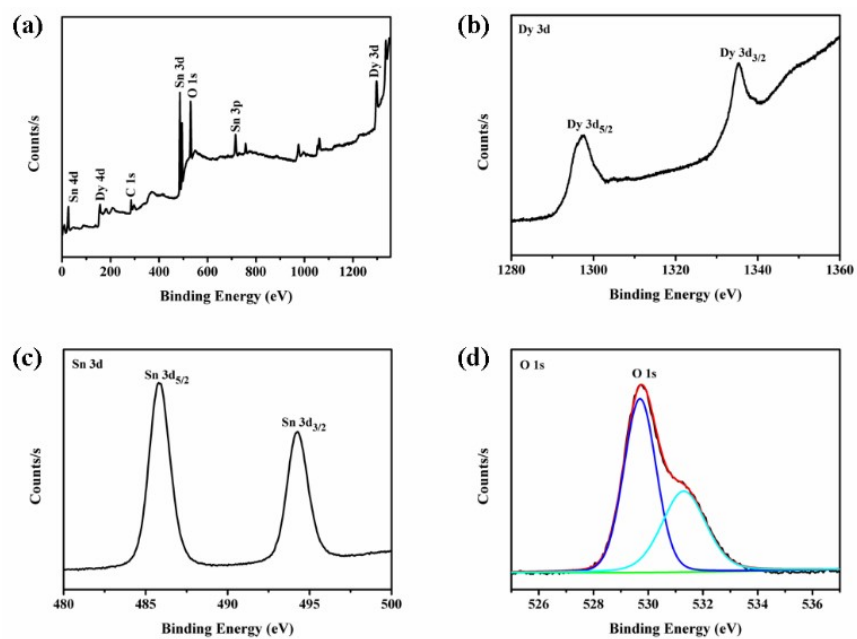 (a)
Counts/s
Sn 4d
Dy 4d
C 1s
Sn 3d
O 1s
Sn 3p
Dy 3d
0 200 400 600 800 1000 1200
Binding Energy (eV)
(b)
Dy 3d
Counts/s
Dy 3d5/2
Dy 3d3/2
1280 1300 1320 1340 1360
Binding Energy (eV)
(c)
Sn 3d
Counts/s
Sn 3d5/2
Sn 3d3/2
480 485 490 495 500
Binding Energy (eV)
(d)
O 1s
Counts/s
O 1s
526 528 530 532 534 536
Binding Energy (eV)